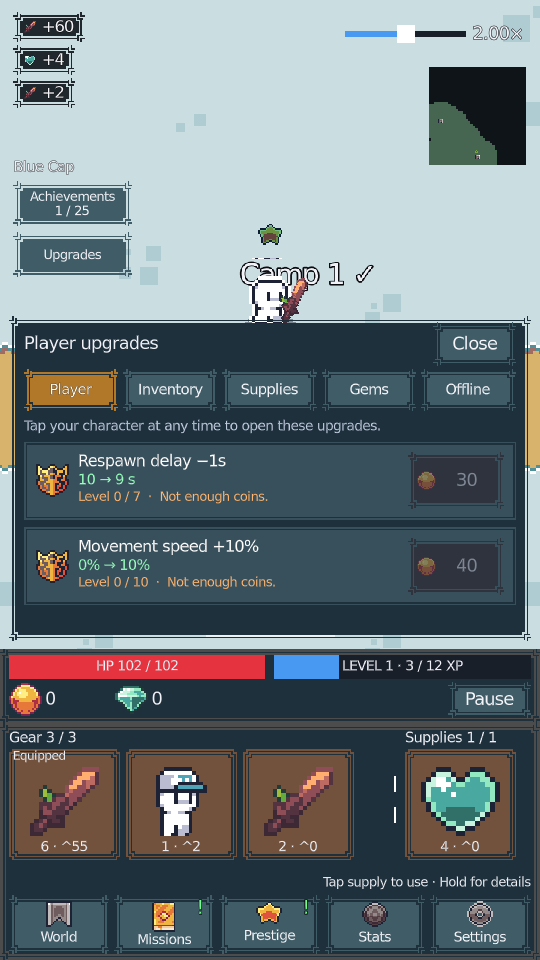 +60
2.00×
+4
+2
Blue Cap
Achievements
1 / 25
Upgrades
Camp 1 ✓
Player upgrades
Close
Player
Inventory
Supplies
Gems
Offline
Tap your character at any time to open these upgrades.
Respawn delay −1s
10 → 9 s
Level 0 / 7 · Not enough coins.
30
Movement speed +10%
0% → 10%
Level 0 / 10 · Not enough coins.
40
HP 102 / 102
LEVEL 1 · 3 / 12 XP
0
0
Pause
Gear 3 / 3
Supplies 1 / 1
Equipped
6 · ^55
1 · ^2
2 · ^0
4 · ^0
Tap supply to use · Hold for details
World
Missions
!
Prestige
!
Stats
Settings